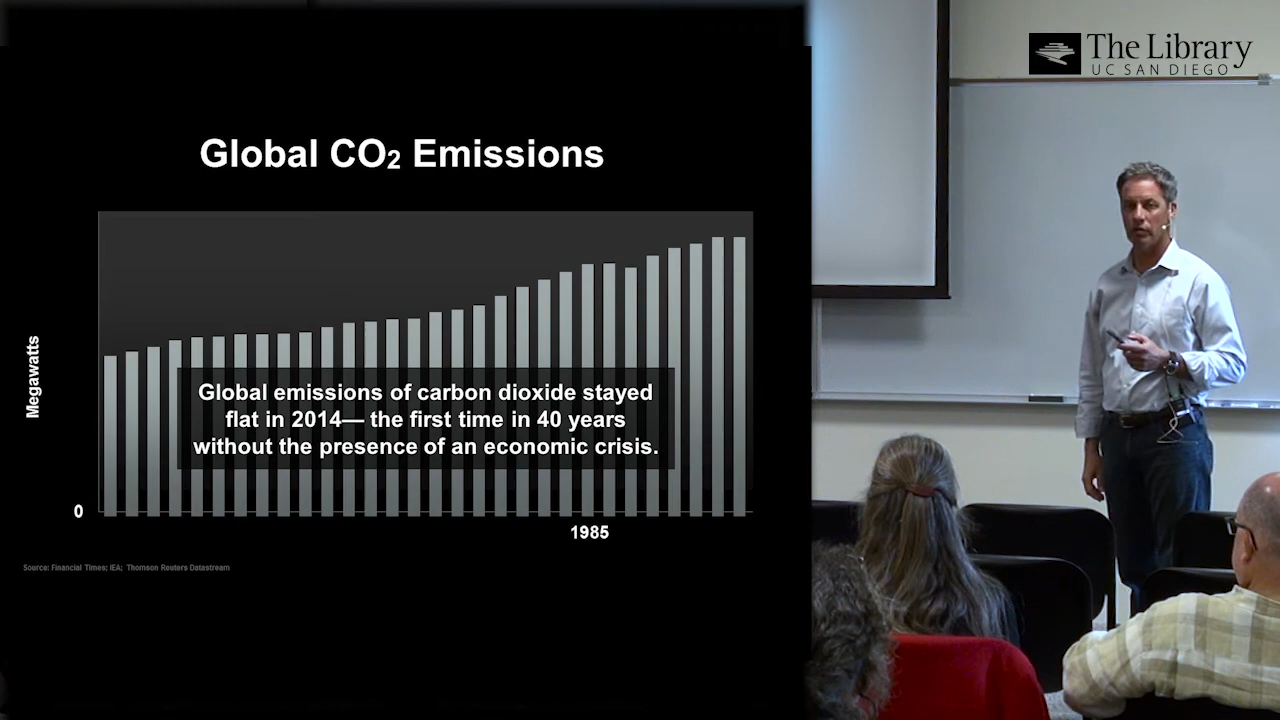 The Library
UC SAN DIEGO
Global CO₂ Emissions
Megawatts
Global emissions of carbon dioxide stayed
flat in 2014— the first time in 40 years
without the presence of an economic crisis.
0
1985
Source: Financial Times; IEA; Thomson Reuters Datastream